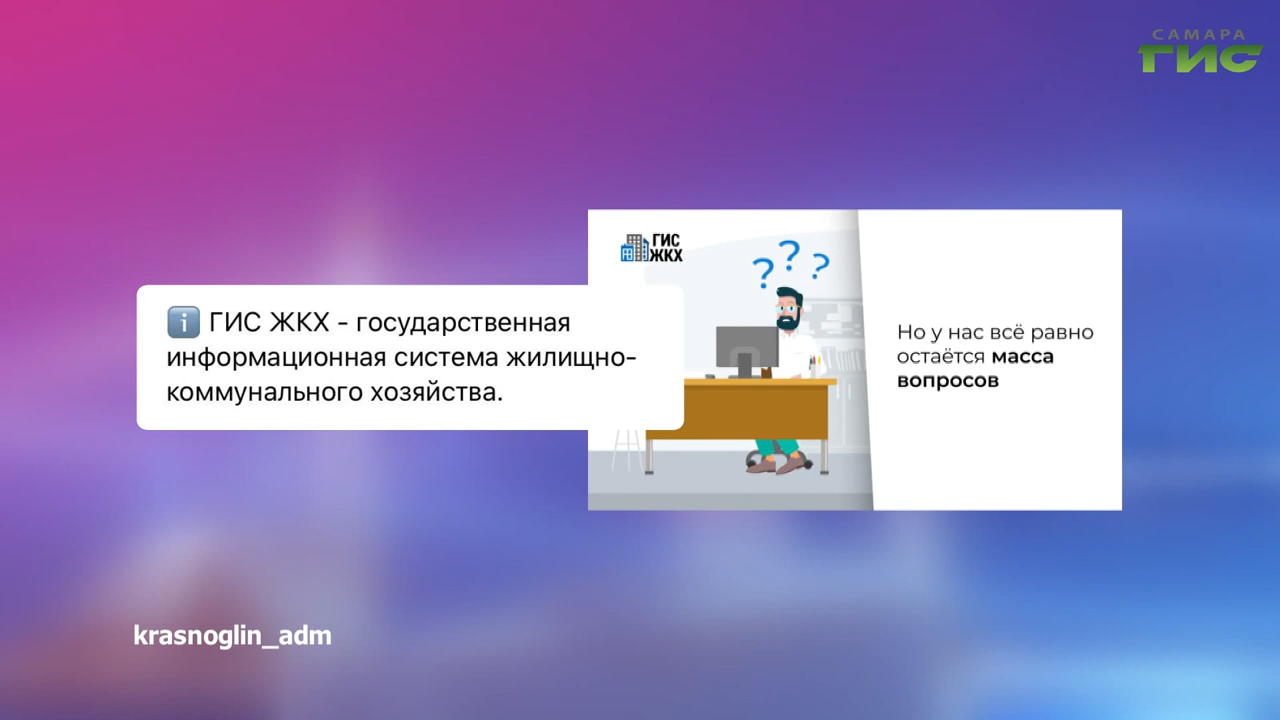 САМАРА
ГИС
ГИС
ЖКХ
? ? ?
ℹ️ ГИС ЖКХ - государственная
информационная система жилищно-
коммунального хозяйства.
Но у нас всё равно
остаётся масса
вопросов
krasnoglin_adm